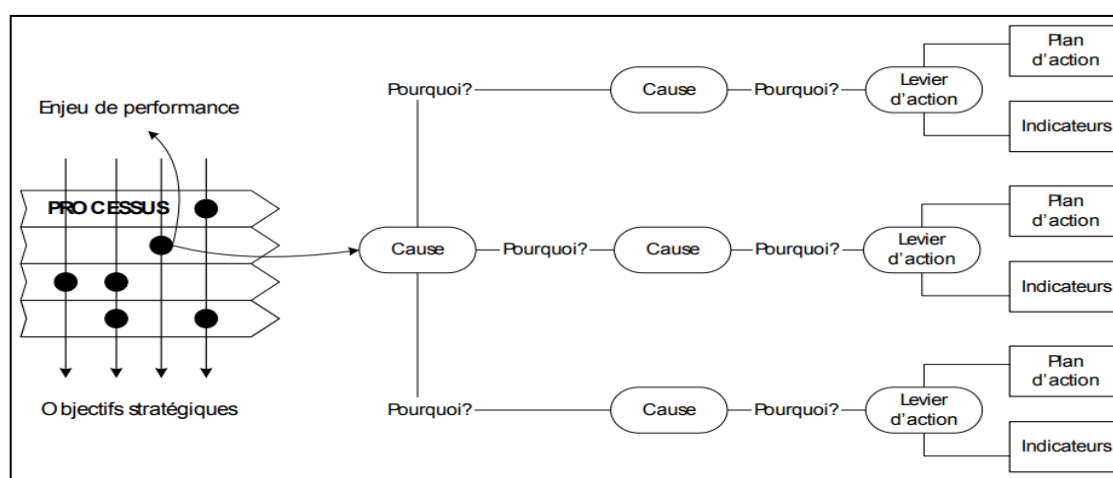 Enjeu de performance
PROCESSUS
Objectifs stratégiques
Cause
Pourquoi?
Cause
Pourquoi?
Levier
d'action
Plan
d'action
Indicateurs
Pourquoi?
Cause
Pourquoi?
Levier
d'action
Plan
d'action
Indicateurs
Pourquoi?
Cause
Pourquoi?
Levier
d'action
Plan
d'action
Indicateurs